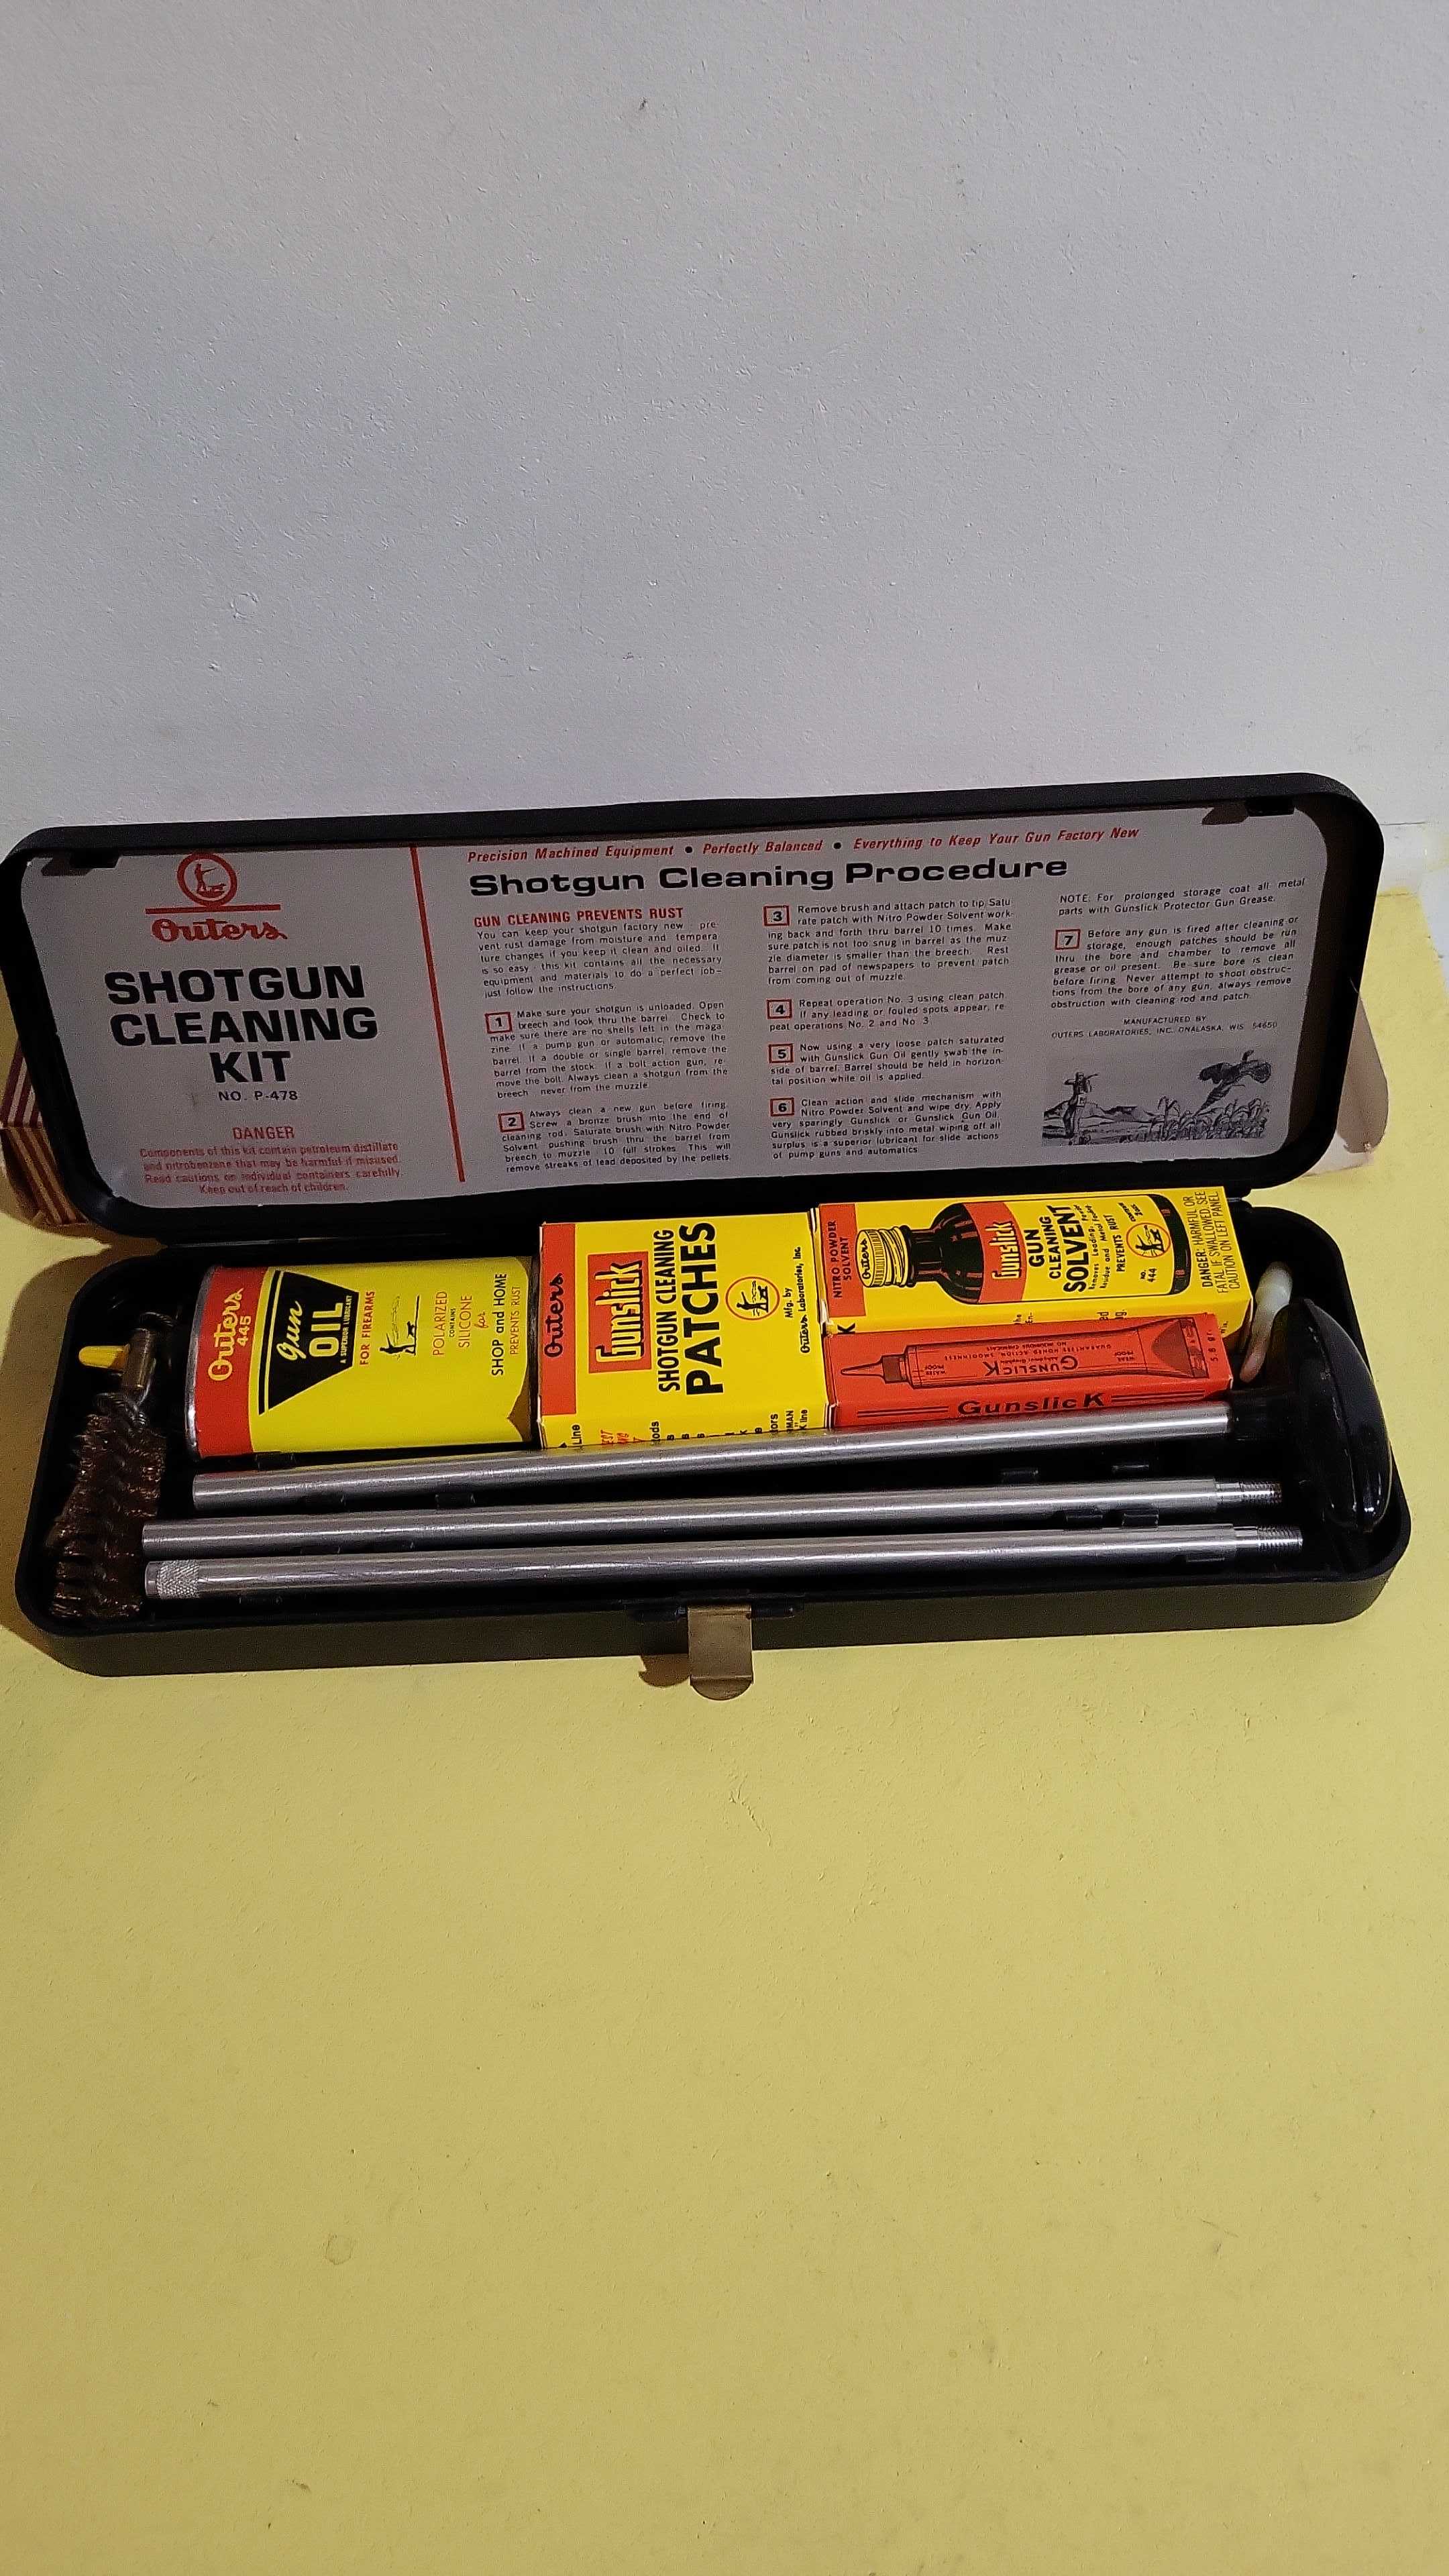 Outers
SHOTGUN
CLEANING
KIT
NO. P-478
DANGER
Components of this kit contain petroleum distillate
and nitrobenzene that may be harmful if misused.
Read cautions on individual containers carefully.
Keep out of reach of children.
Precision Machined Equipment • Perfectly Balanced • Everything to Keep Your Gun Factory New
Shotgun Cleaning Procedure
GUN CLEANING PREVENTS RUST
You can keep your shotgun factory new pre-
vent rust damage from moisture and tempera
ture changes if you keep it clean and oiled. It
is so easy - this kit contains all the necessary
equipment and materials to do a perfect job–
just follow the instructions.
1 Make sure your shotgun is unloaded. Open
breech and look thru the barrel. Check to
make sure there are no shells left in the maga
zine. If a pump gun or automatic, remove the
barrel. If a double or single barrel, remove the
barrel from the stock. If a bolt action gun, re-
move the bolt. Always clean a shotgun from the
breech never from the muzzle.
2 Always clean a new gun before firing.
Screw a bronze brush into the end of
cleaning rod. Saturate brush with Nitro Powder
Solvent pushing brush thru the barrel from
breech to muzzle 10 full strokes. This will
remove streaks of lead deposited by the pellets.
3 Remove brush and attach patch to tip. Satu
rate patch with Nitro Powder Solvent work-
ing back and forth thru barrel 10 times. Make
sure patch is not too snug in barrel as the muz
zle diameter is smaller than the breech. Rest
barrel on pad of newspapers to prevent patch
from coming out of muzzle.
4 Repeat operation No. 3 using clean patch.
If any leading or fouled spots appear, re
peat operations No. 2 and No. 3
5 Now using a very loose patch saturated
with Gunslick Gun Oil gently swab the in-
side of barrel. Barrel should be held in horizon-
tal position while oil is applied.
6 Clean action and slide mechanism with
Nitro Powder Solvent and wipe dry. Apply
very sparingly Gunslick or Gunslick Gun Oil.
Gunslick rubbed briskly into metal wiping off all
surplus is a superior lubricant for slide actions
of pump guns and automatics
NOTE: For prolonged storage coat all metal
parts with Gunslick Protector Gun Grease.
7 Before any gun is fired after cleaning or
storage, enough patches should be run
thru the bore and chamber to remove all
grease or oil present. Be sure bore is clean
before firing. Never attempt to shoot obstruc-
tions from the bore of any gun, always remove
obstruction with cleaning rod and patch.
MANUFACTURED BY
OUTERS LABORATORIES, INC. ONALASKA, WIS. 54650
Outers
445
Gun
OIL
A SUPERIOR LUBRICANT
FOR FIREARMS
POLARIZED
CONTAINS
SILICONE
for
SHOP and HOME
PREVENTS RUST
Outers
Gunslick
SHOTGUN CLEANING
PATCHES
Mfg. by
Outers Laboratories, Inc.
NITRO POWDER
SOLVENT
Outers
Gunslick
GUN
CLEANING
SOLVENT
PREVENTS RUST
NO.
444
DANGER: HARMFUL OR
FATAL IF SWALLOWED. SEE
CAUTION ON LEFT PANEL.
GUNSLICK
GunslicK